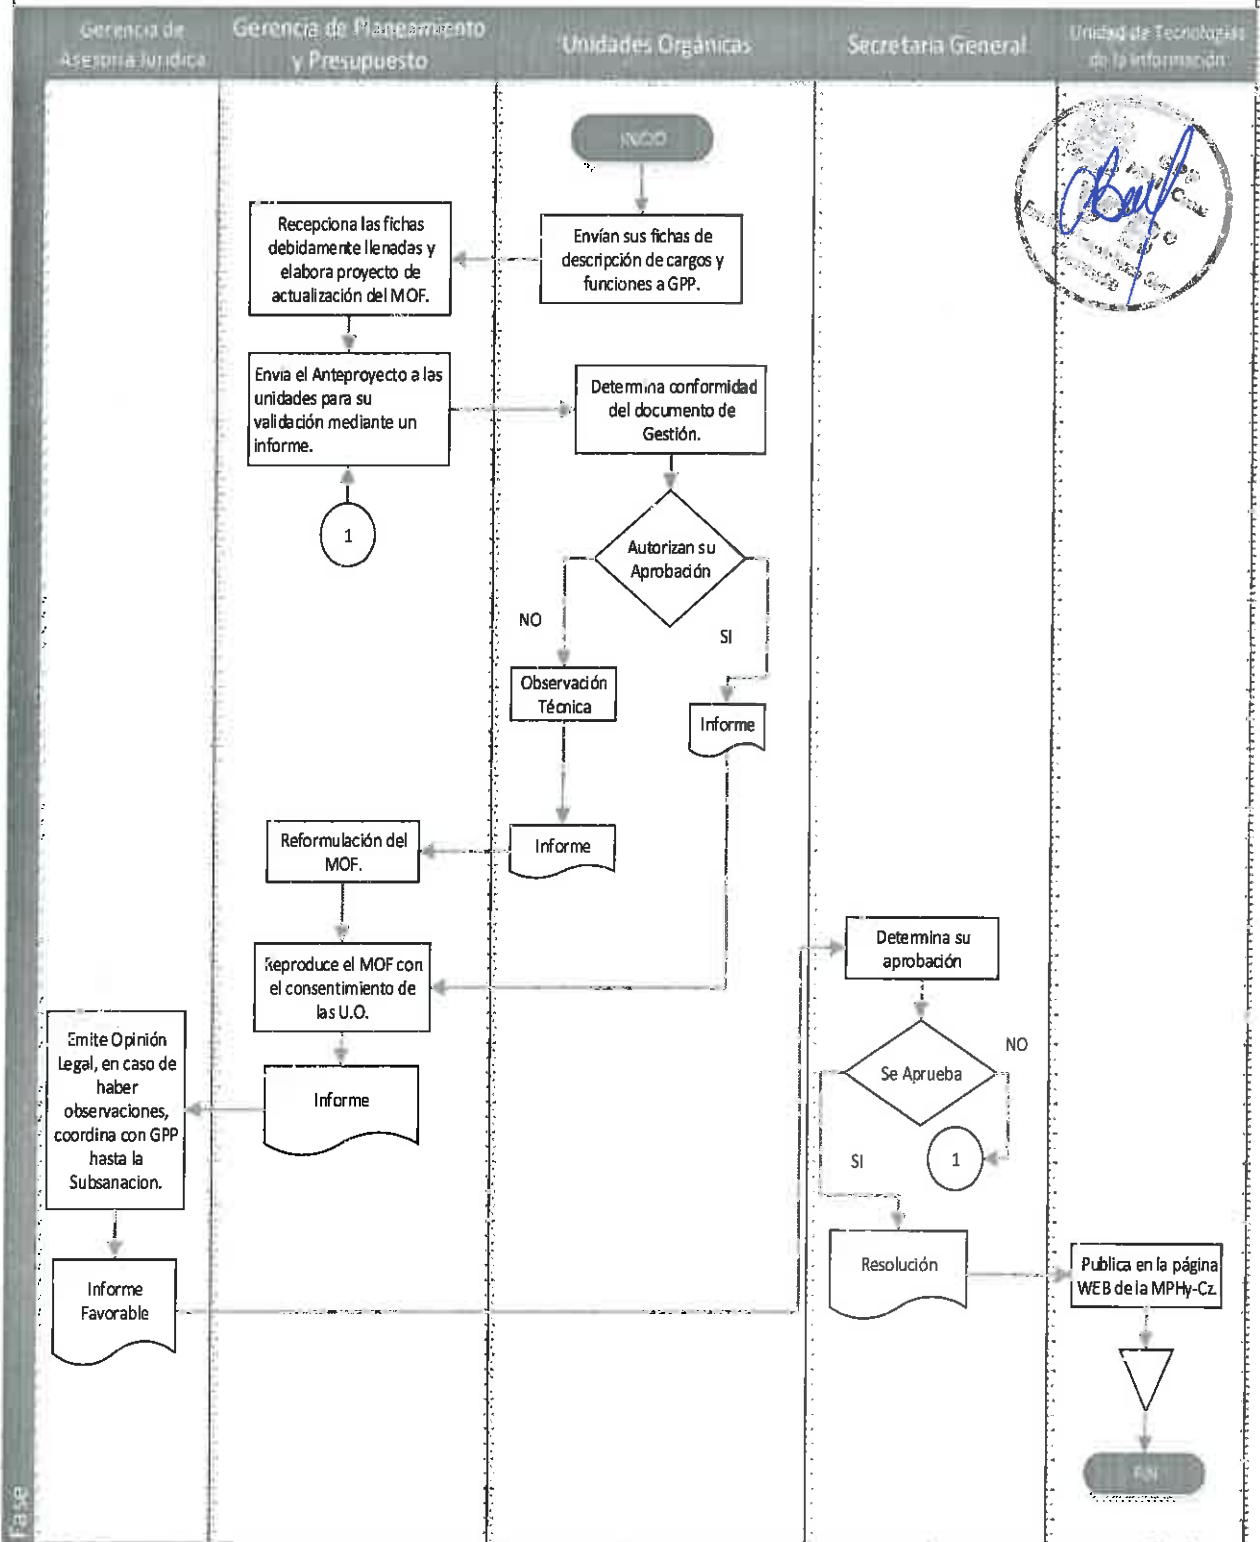 Gerencia de
Asesoria Juridica
Gerencia de Planeamiento
y Presupuesto
Unidades Orgánicas
Secretaria General
Unidad de Tecnologias
de la Información
INICIO
Envían sus fichas de
descripción de cargos y
funciones a GPP.
Recepciona las fichas
debidamente llenadas y
elabora proyecto de
actualización del MOF.
Envia el Anteproyecto a las
unidades para su
validación mediante un
informe.
1
Determina conformidad
del documento de
Gestión.
Autorizan su
Aprobación
NO
SI
Observación
Técnica
Informe
Informe
Reformulación del
MOF.
Reproduce el MOF con
el consentimiento de
las U.O.
Informe
Emite Opinión
Legal, en caso de
haber
observaciones,
coordina con GPP
hasta la
Subsanacion.
Informe
Favorable
Determina su
aprobación
Se Aprueba
NO
SI
1
Resolución
Publica en la página
WEB de la MPHy-Cz.
FIN
Fase